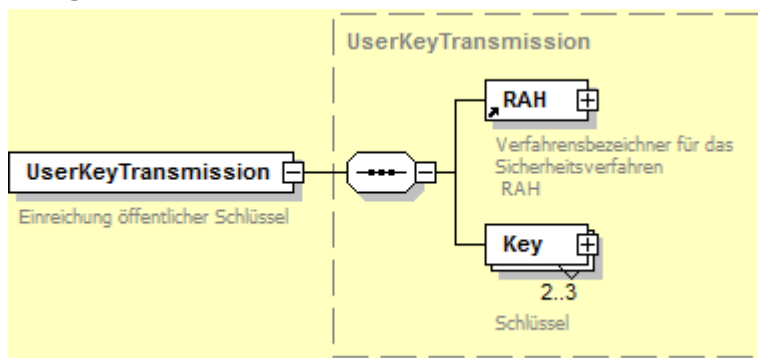 UserKeyTransmission
RAH
Verfahrensbezeichner für das
Sicherheitsverfahren
RAH
UserKeyTransmission
Einreichung öffentlicher Schlüssel
Key
2..3
Schlüssel